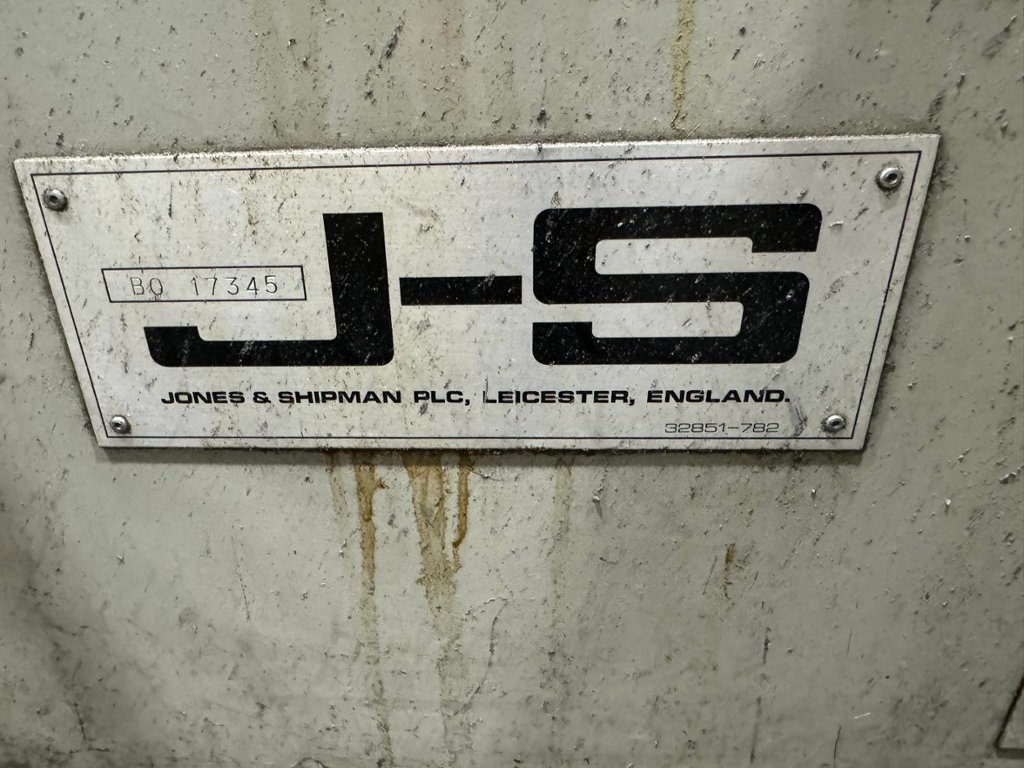 BO 17345
J-S
JONES & SHIPMAN PLC, LEICESTER, ENGLAND.
32851-782